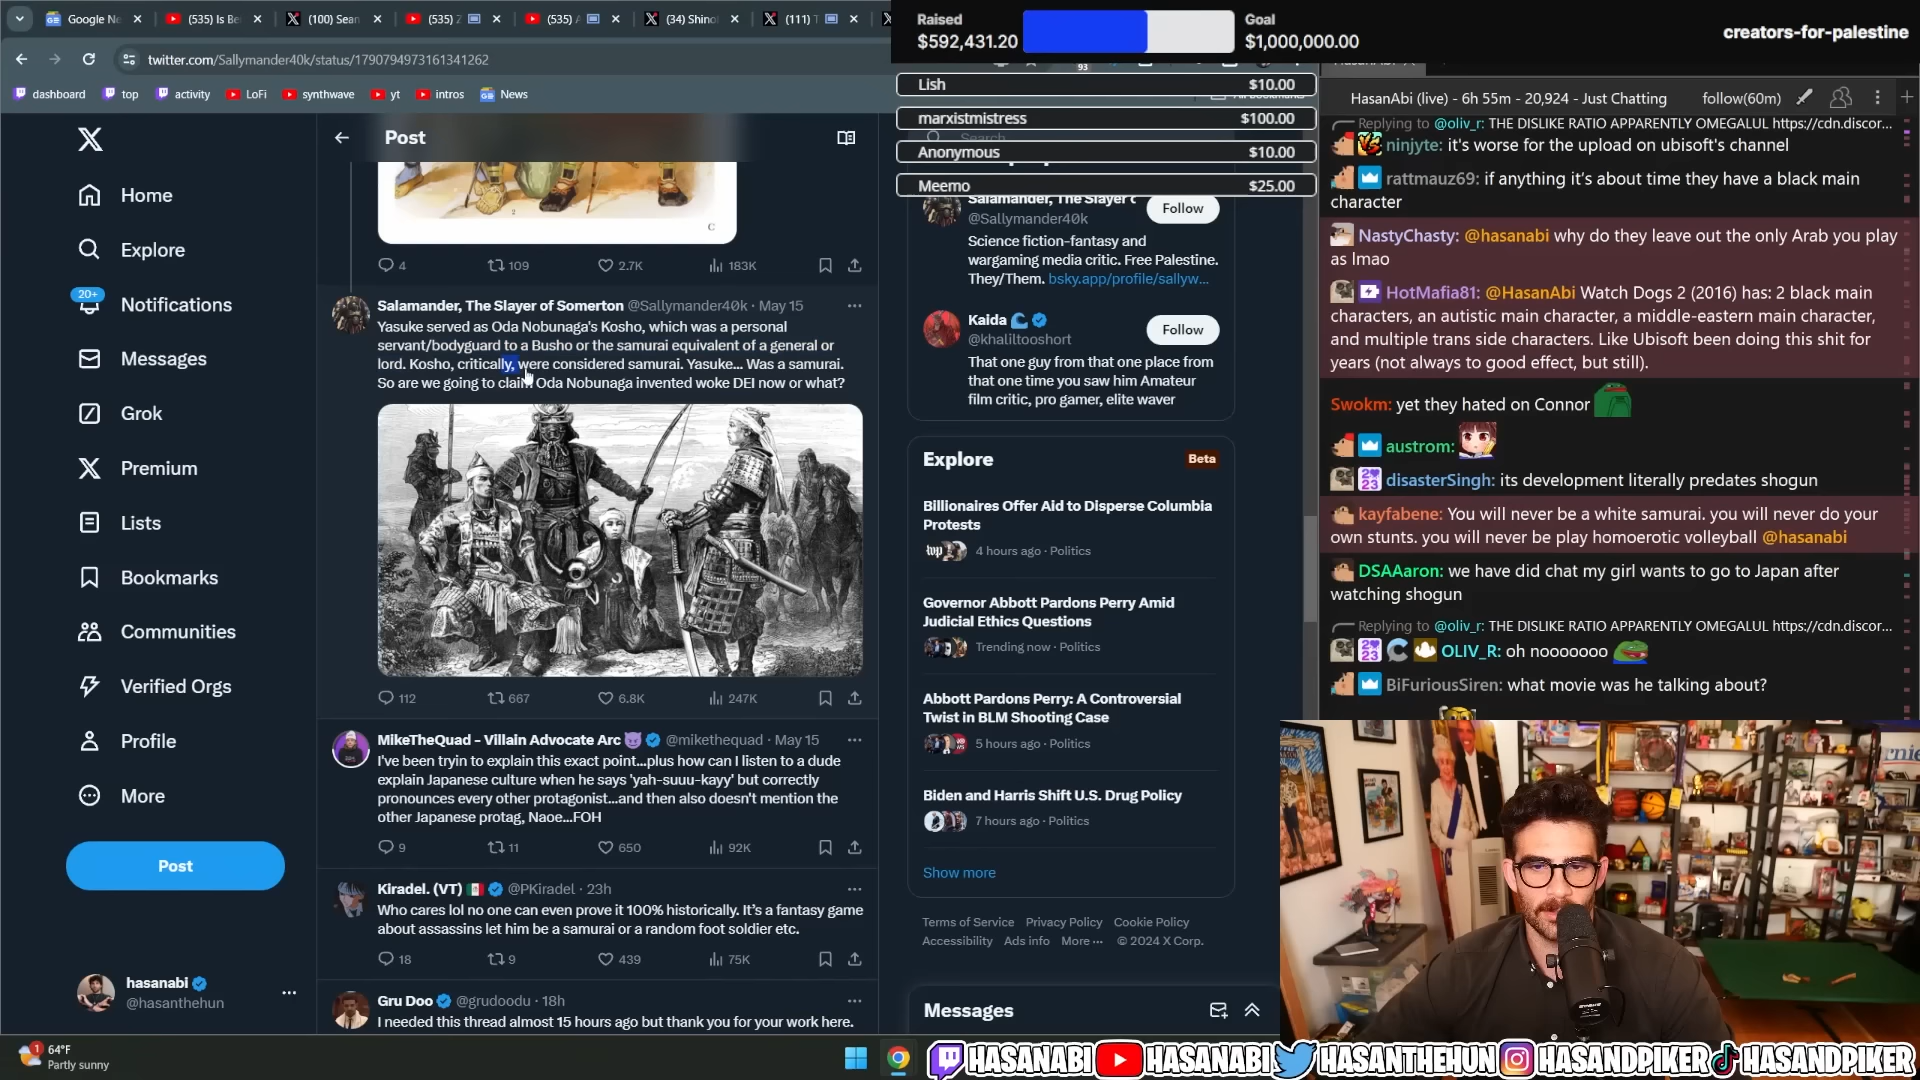 Google Ne
(535) Is Be
(100) Sean
(535) 2
(535) A
(34) Shino
(111) T
twitter.com/Sallymander40k/status/1790794973161341262
93
dashboard
top
activity
LoFi
synthwave
yt
intros
News
Raised
$592,431.20
Goal
$1,000,000.00
creators-for-palestine
Lish $10.00
marxistmistress $100.00
Anonymous $10.00
Meemo $25.00
Search
Home
Explore
20+
Notifications
Messages
Grok
Premium
Lists
Bookmarks
Communities
Verified Orgs
Profile
More
Post
hasanabi
@hasanthehun
Post
2
C
4 109 2.7K 183K
Salamander, The Slayer of Somerton @Sallymander40k · May 15
Yasuke served as Oda Nobunaga's Kosho, which was a personal
servant/bodyguard to a Busho or the samurai equivalent of a general or
lord. Kosho, critically, were considered samurai. Yasuke... Was a samurai.
So are we going to claim Oda Nobunaga invented woke DEI now or what?
112 667 6.8K 247K
MikeTheQuad - Villain Advocate Arc @mikethequad · May 15
I've been tryin to explain this exact point...plus how can I listen to a dude
explain Japanese culture when he says 'yah-suuu-kayy' but correctly
pronounces every other protagonist...and then also doesn't mention the
other Japanese protag, Naoe...FOH
9 11 650 92K
Kiradel. (VT) @PKiradel · 23h
Who cares lol no one can even prove it 100% historically. It's a fantasy game
about assassins let him be a samurai or a random foot soldier etc.
18 9 439 75K
Gru Doo @grudoodu · 18h
I needed this thread almost 15 hours ago but thank you for your work here.
Salamander, The Slayer
@Sallymander40k
Follow
Science fiction-fantasy and
wargaming media critic. Free Palestine.
They/Them. bsky.app/profile/sallyw...
Kaida
@khaliltooshort
Follow
That one guy from that one place from
that one time you saw him Amateur
film critic, pro gamer, elite waver
Explore
Beta
Billionaires Offer Aid to Disperse Columbia
Protests
4 hours ago · Politics
Governor Abbott Pardons Perry Amid
Judicial Ethics Questions
Trending now · Politics
Abbott Pardons Perry: A Controversial
Twist in BLM Shooting Case
5 hours ago · Politics
Biden and Harris Shift U.S. Drug Policy
7 hours ago · Politics
Show more
Terms of Service Privacy Policy Cookie Policy
Accessibility Ads info More ··· © 2024 X Corp.
Messages
HasanAbi (live) - 6h 55m - 20,924 - Just Chatting follow(60m)
Replying to @oliv_r: THE DISLIKE RATIO APPARENTLY OMEGALUL https://cdn.discor...
ninjyte: it's worse for the upload on ubisoft's channel
rattmauz69: if anything it's about time they have a black main
character
NastyChasty: @hasanabi why do they leave out the only Arab you play
as lmao
HotMafia81: @HasanAbi Watch Dogs 2 (2016) has: 2 black main
characters, an autistic main character, a middle-eastern main character,
and multiple trans side characters. Like Ubisoft been doing this shit for
years (not always to good effect, but still).
Swokm: yet they hated on Connor
austrom:
disasterSingh: its development literally predates shogun
kayfabene: You will never be a white samurai. you will never do your
own stunts. you will never be play homoerotic volleyball @hasanabi
DSAAaron: we have did chat my girl wants to go to Japan after
watching shogun
Replying to @oliv_r: THE DISLIKE RATIO APPARENTLY OMEGALUL https://cdn.discor...
OLIV_R: oh nooooooo
BiFuriousSiren: what movie was he talking about?
1
64°F
Partly sunny
HASANABI HASANABI HASANTHEHUN HASANDPIKER HASANDPIKER